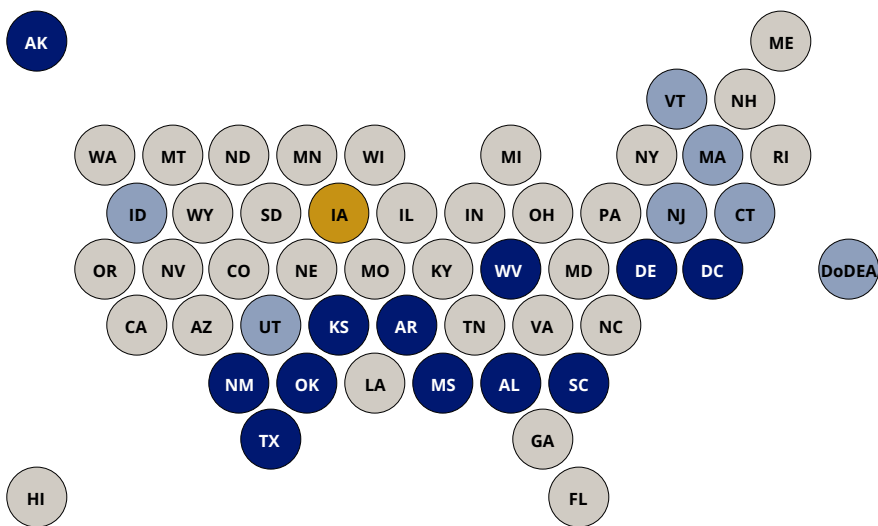 AK
ME
VT NH
WA MT ND MN WI MI NY MA RI
ID WY SD IA IL IN OH PA NJ CT
OR NV CO NE MO KY WV MD DE DC DoDEA
CA AZ UT KS AR TN VA NC
NM OK LA MS AL SC
TX GA
HI FL